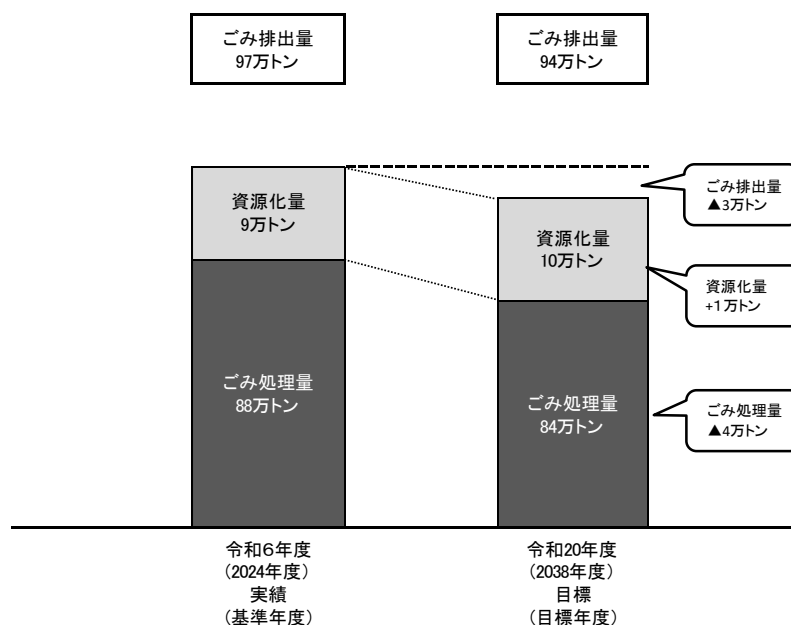 ごみ排出量
97万トン
ごみ排出量
94万トン
資源化量
9万トン
ごみ処理量
88万トン
資源化量
10万トン
ごみ処理量
84万トン
ごみ排出量
▲3万トン
資源化量
+1万トン
ごみ処理量
▲4万トン
令和6年度
(2024年度)
実績
(基準年度)
令和20年度
(2038年度)
目標
(目標年度)